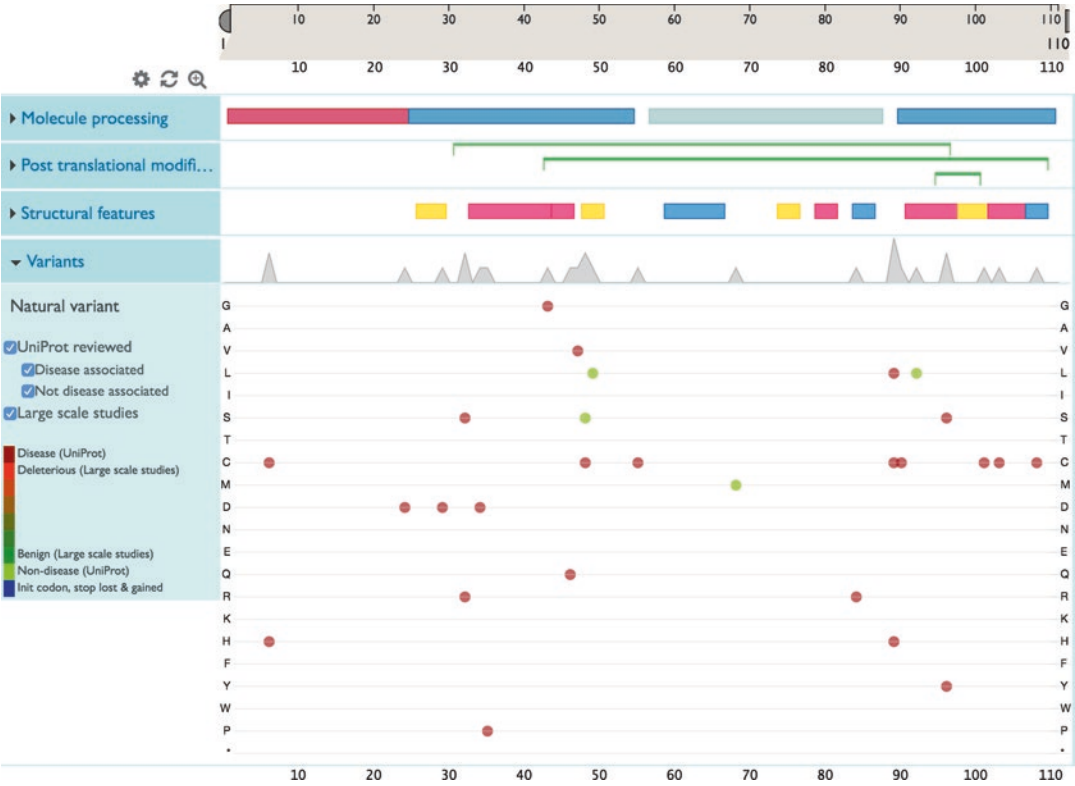 10 20 30 40 50 60 70 80 90 100 110
1 110
10 20 30 40 50 60 70 80 90 100 110
Molecule processing
Post translational modifi...
Structural features
Variants
Natural variant
UniProt reviewed
Disease associated
Not disease associated
Large scale studies
Disease (UniProt)
Deleterious (Large scale studies)
Benign (Large scale studies)
Non-disease (UniProt)
Init codon, stop lost & gained
G G
A A
V V
L L
I I
S S
T T
C C
M M
D D
N N
E E
Q Q
R R
K K
H H
F F
Y Y
W W
P P
* *
10 20 30 40 50 60 70 80 90 100 110